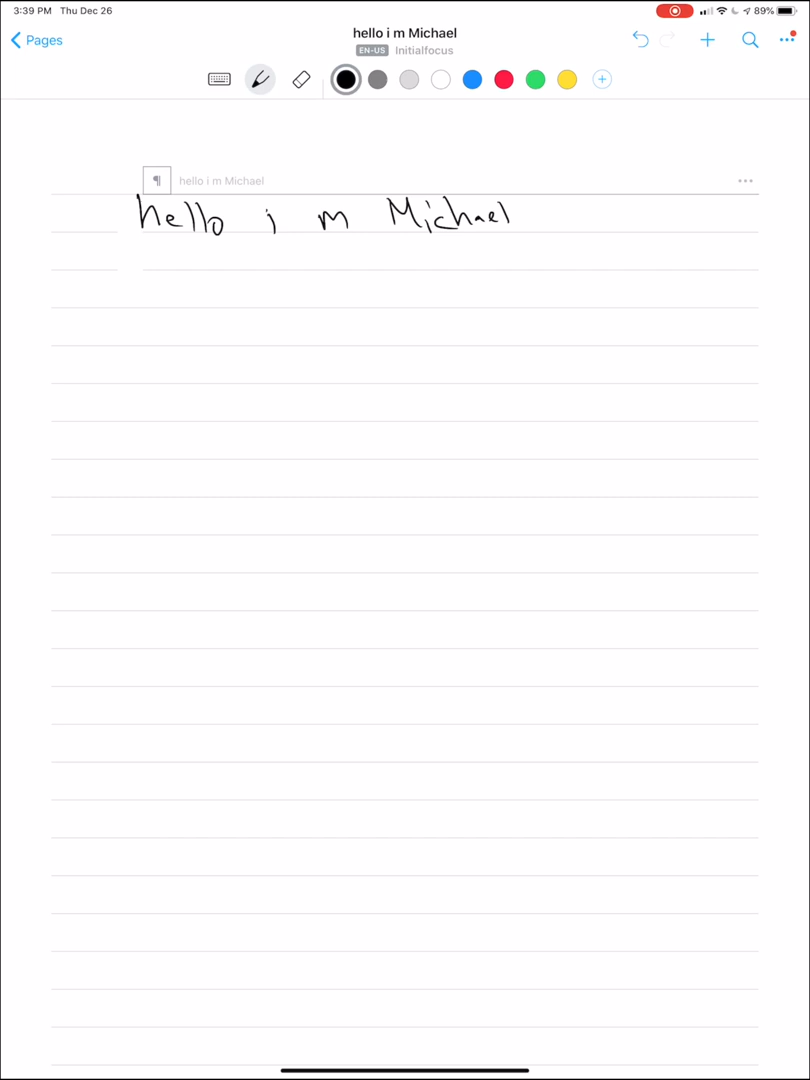 3:39 PM Thu Dec 26 89%
Pages hello i m Michael
EN-US Initialfocus
¶ hello i m Michael
hello i m Michael